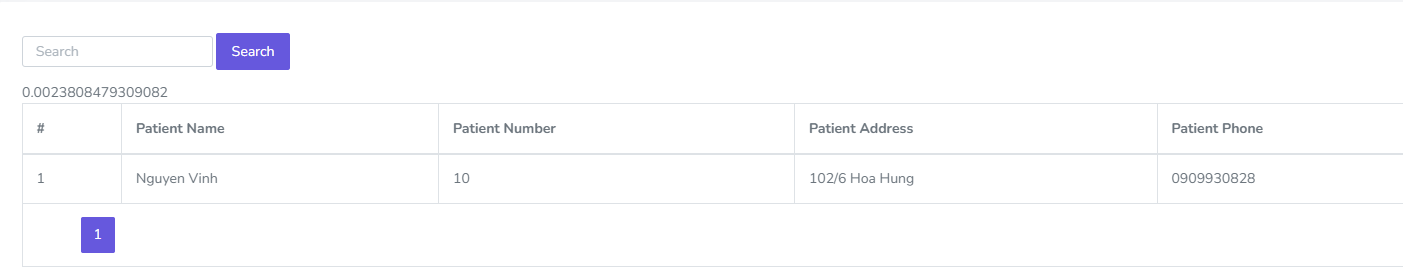 Search Search
0.0023808479309082
# Patient Name Patient Number Patient Address Patient Phone
1 Nguyen Vinh 10 102/6 Hoa Hung 0909930828
1